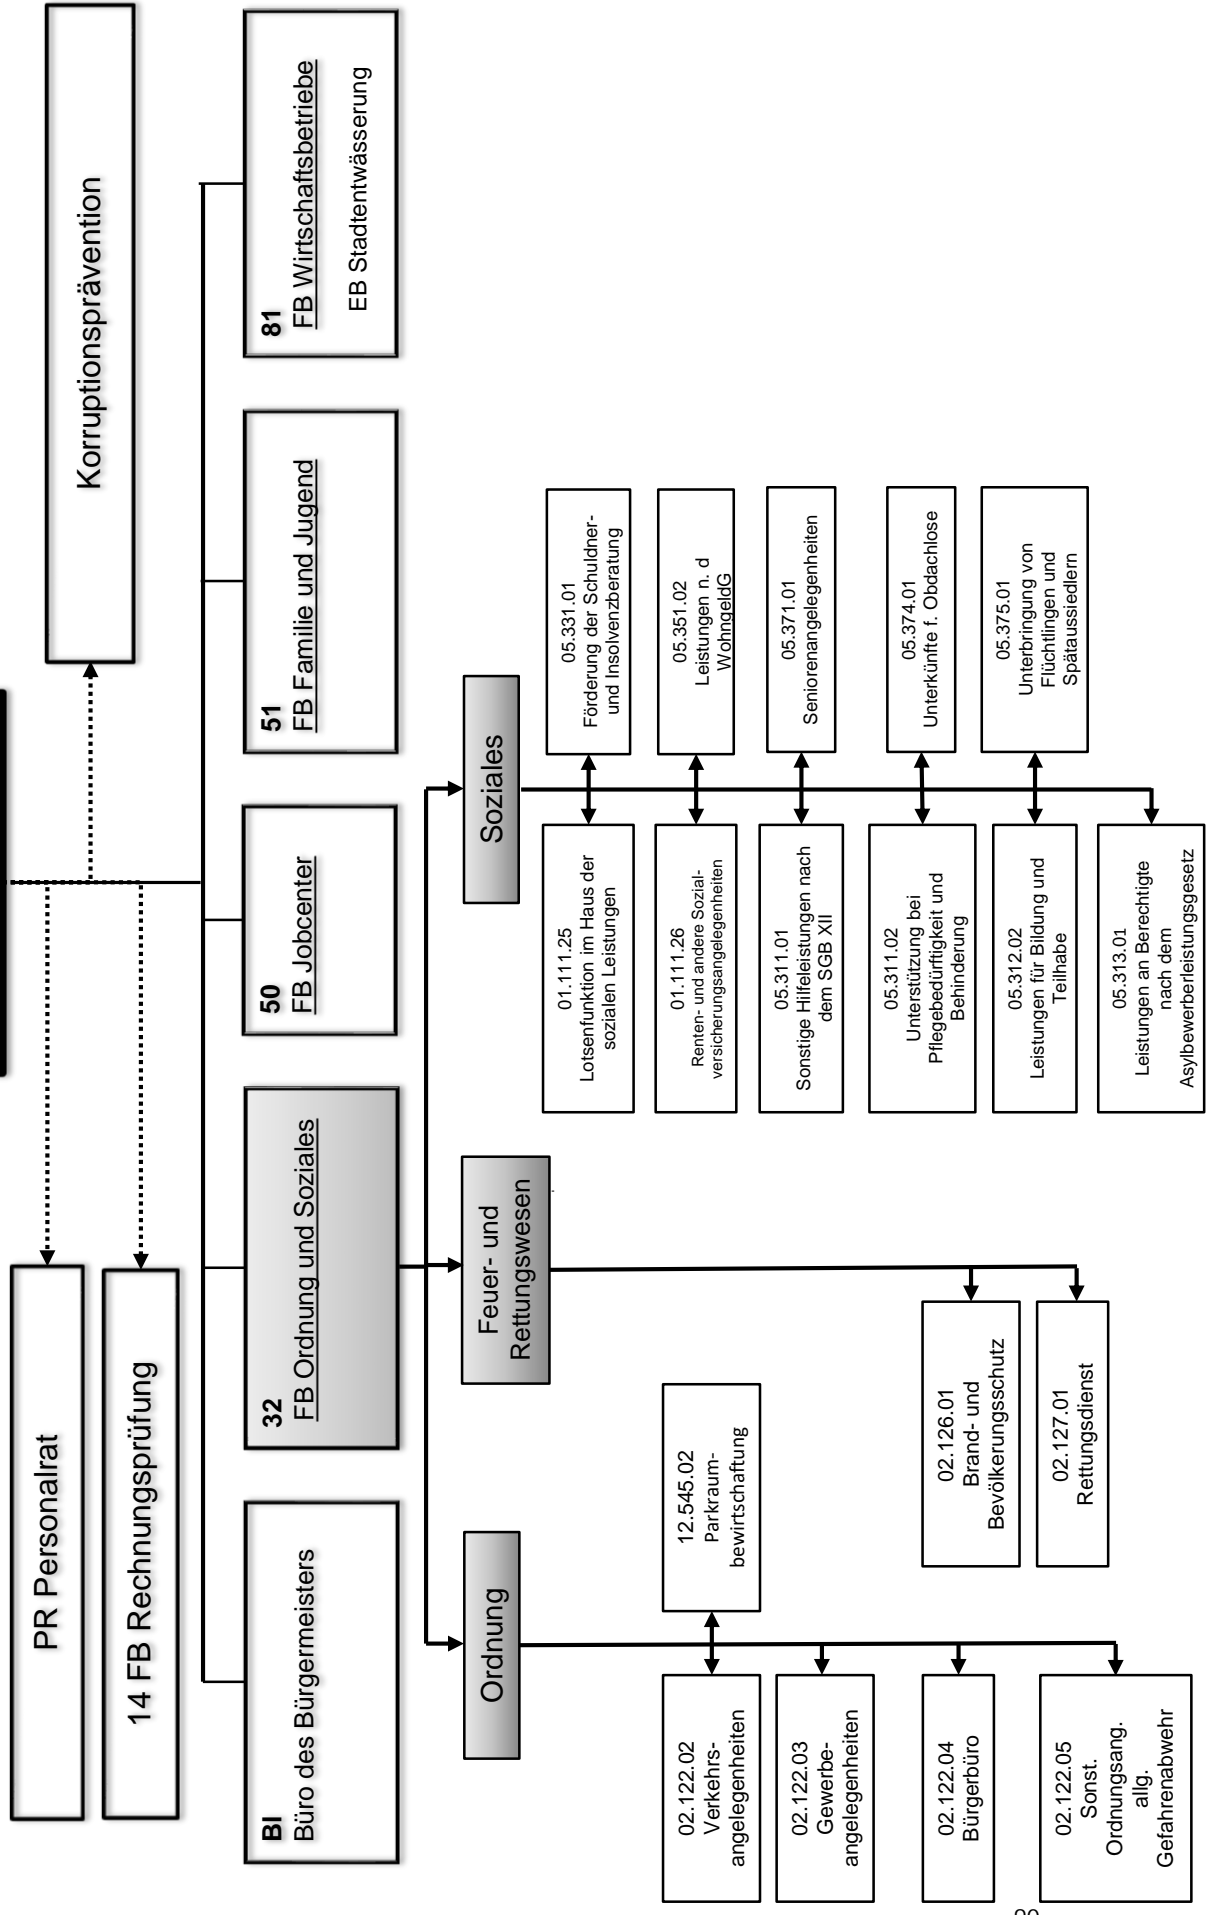 PR Personalrat
14 FB Rechnungsprüfung
Korruptionsprävention
BI
Büro des Bürgermeisters
32
FB Ordnung und Soziales
50
FB Jobcenter
51
FB Familie und Jugend
81
FB Wirtschaftsbetriebe
EB Stadtentwässerung
Ordnung
Feuer- und
Rettungswesen
Soziales
02.122.02
Verkehrs-
angelegenheiten
12.545.02
Parkraum-
bewirtschaftung
02.122.03
Gewerbe-
angelegenheiten
02.122.04
Bürgerbüro
02.122.05
Sonst.
Ordnungsang.
allg.
Gefahrenabwehr
02.126.01
Brand- und
Bevölkerungsschutz
02.127.01
Rettungsdienst
01.111.25
Lotsenfunktion im Haus der
sozialen Leistungen
05.331.01
Förderung der Schuldner-
und Insolvenzberatung
01.111.26
Renten- und andere Sozial-
versicherungsangelegenheiten
05.351.02
Leistungen n. d
WohngeldG
05.311.01
Sonstige Hilfeleistungen nach
dem SGB XII
05.371.01
Seniorenangelegenheiten
05.311.02
Unterstützung bei
Pflegebedürftigkeit und
Behinderung
05.374.01
Unterkünfte f. Obdachlose
05.312.02
Leistungen für Bildung und
Teilhabe
05.375.01
Unterbringung von
Flüchtlingen und
Spätaussiedlern
05.313.01
Leistungen an Berechtigte
nach dem
Asylbewerberleistungsgesetz